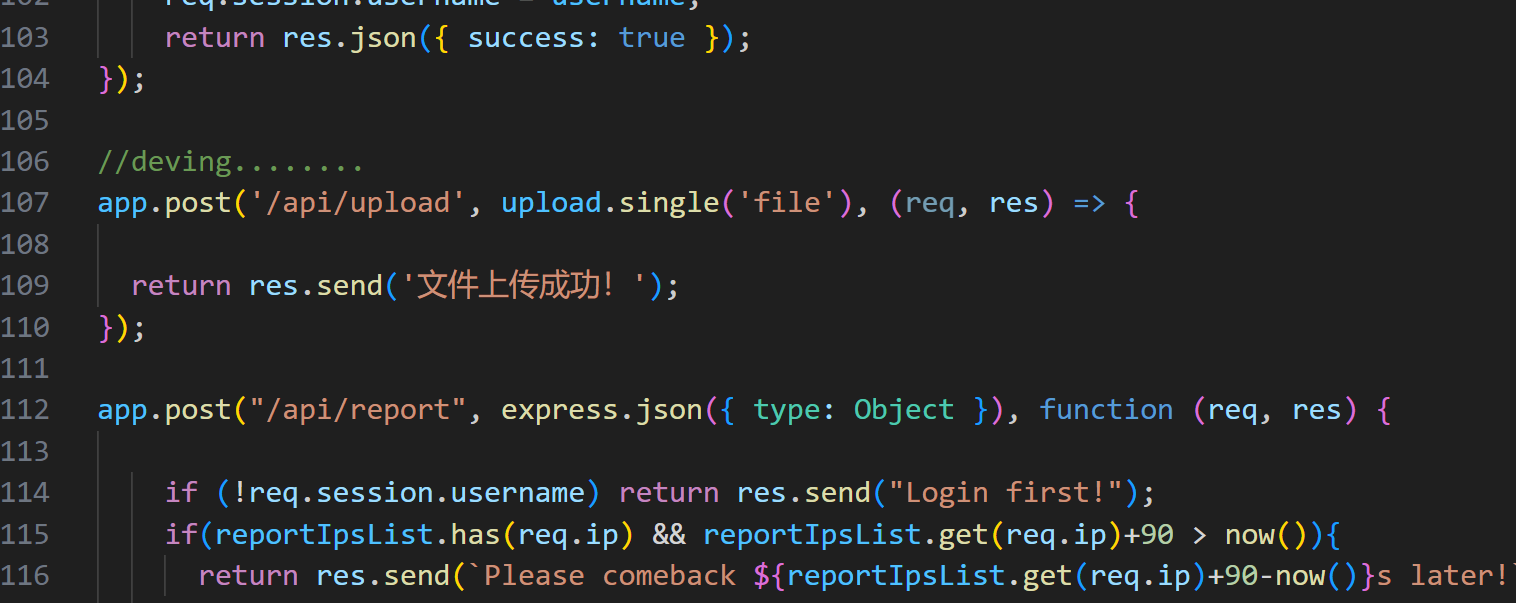 102 req.session.username = username;
103 return res.json({ success: true });
104 });
105
106 //deving........
107 app.post('/api/upload', upload.single('file'), (req, res) => {
108
109 return res.send('文件上传成功！');
110 });
111
112 app.post("/api/report", express.json({ type: Object }), function (req, res) {
113
114 if (!req.session.username) return res.send("Login first!");
115 if(reportIpsList.has(req.ip) && reportIpsList.get(req.ip)+90 > now()){
116 return res.send(`Please comeback ${reportIpsList.get(req.ip)+90-now()}s later!`